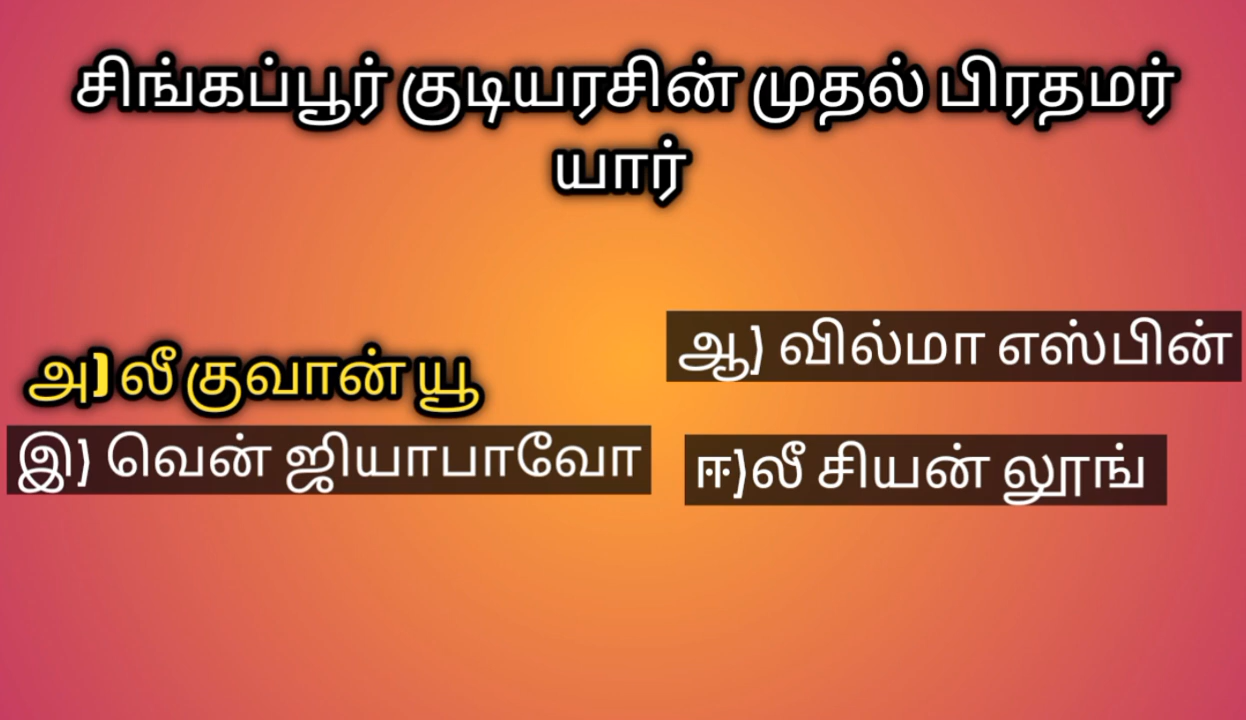 சிங்கப்பூர் குடியரசின் முதல் பிரதமர்
யார்
அ) லீ குவான் யூ
ஆ) வில்மா எஸ்பின்
இ) வென் ஜியாபாவோ
ஈ)லீ சியன் லூங்